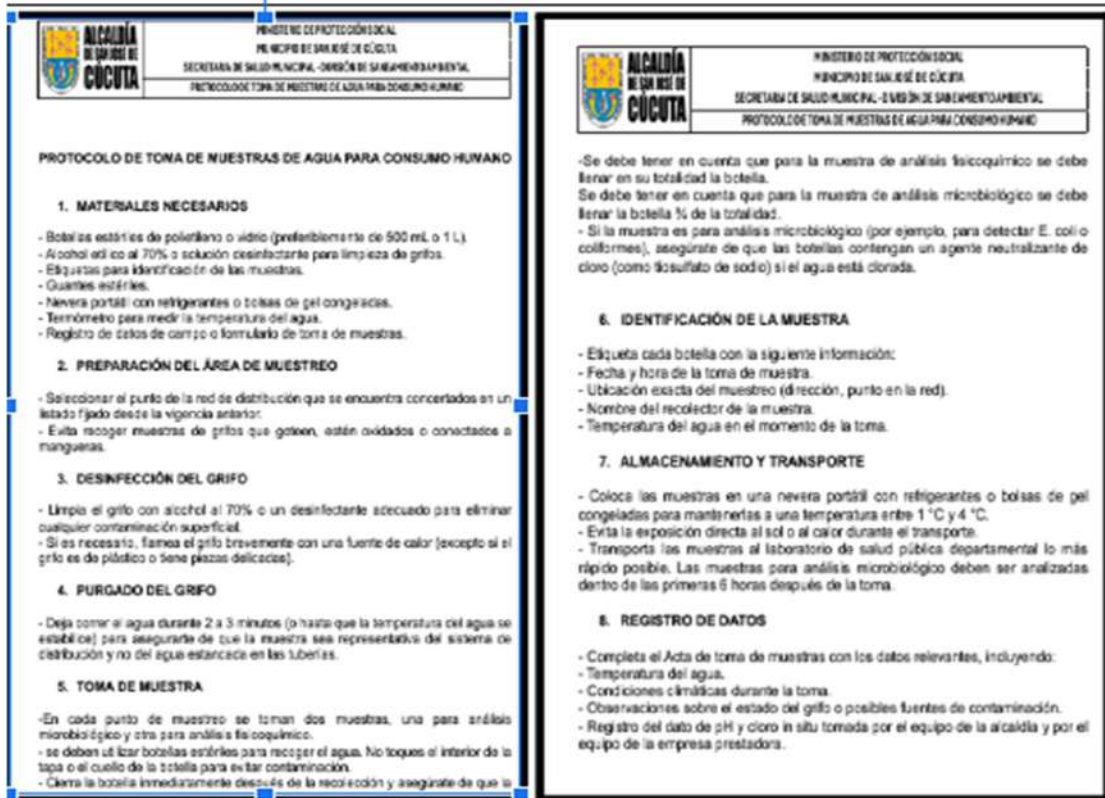 ALCALDÍA
DE SAN JOSÉ DE
CÚCUTA
MINISTERIO DE PROTECCIÓN SOCIAL
MUNICIPIO DE SAN JOSÉ DE CÚCUTA
SECRETARIA DE SALUD MUNICIPAL - DIVISIÓN DE SANEAMIENTO AMBIENTAL
PROTOCOLO DE TOMA DE MUESTRAS DE AGUA PARA CONSUMO HUMANO
PROTOCOLO DE TOMA DE MUESTRAS DE AGUA PARA CONSUMO HUMANO
1. MATERIALES NECESARIOS
- Botellas estériles de polietileno o vidrio (preferiblemente de 500 mL o 1 L).
- Alcohol etílico al 70% o solución desinfectante para limpieza de grifos.
- Etiquetas para identificación de las muestras.
- Guantes estériles.
- Nevera portátil con refrigerantes o bolsas de gel congeladas.
- Termómetro para medir la temperatura del agua.
- Registro de datos de campo o formulario de toma de muestras.
2. PREPARACIÓN DEL ÁREA DE MUESTREO
- Seleccionar el punto de la red de distribución que se encuentra concertados en un
listado fijado desde la vigencia anterior.
- Evita recoger muestras de grifos que goteen, estén oxidados o conectados a
mangueras.
3. DESINFECCIÓN DEL GRIFO
- Limpia el grifo con alcohol al 70% o un desinfectante adecuado para eliminar
cualquier contaminación superficial.
- Si es necesario, flamea el grifo brevemente con una fuente de calor (excepto si el
grifo es de plástico o tiene piezas delicadas).
4. PURGADO DEL GRIFO
- Deja correr el agua durante 2 a 3 minutos (o hasta que la temperatura del agua se
estabilice) para asegurarte de que la muestra sea representativa del sistema de
distribución y no del agua estancada en las tuberías.
5. TOMA DE MUESTRA
-En cada punto de muestreo se toman dos muestras, una para análisis
microbiológico y otra para análisis fisicoquímico.
- se deben utilizar botellas estériles para recoger el agua. No toques el interior de la
tapa o el cuello de la botella para evitar contaminación.
- Cierra la botella inmediatamente después de la recolección y asegúrate de que la
ALCALDÍA
DE SAN JOSÉ DE
CÚCUTA
MINISTERIO DE PROTECCIÓN SOCIAL
MUNICIPIO DE SAN JOSÉ DE CÚCUTA
SECRETARIA DE SALUD MUNICIPAL - DIVISIÓN DE SANEAMIENTO AMBIENTAL
PROTOCOLO DE TOMA DE MUESTRAS DE AGUA PARA CONSUMO HUMANO
-Se debe tener en cuenta que para la muestra de análisis fisicoquímico se debe
llenar en su totalidad la botella.
Se debe tener en cuenta que para la muestra de análisis microbiológico se debe
llenar la botella de la totalidad.
- Si la muestra es para análisis microbiológico (por ejemplo, para detectar E. coli o
coliformes), asegúrate de que las botellas contengan un agente neutralizante de
cloro (como tiosulfato de sodio) si el agua está clorada.
6. IDENTIFICACIÓN DE LA MUESTRA
- Etiqueta cada botella con la siguiente información:
- Fecha y hora de la toma de muestra.
- Ubicación exacta del muestreo (dirección, punto en la red).
- Nombre del recolector de la muestra.
- Temperatura del agua en el momento de la toma.
7. ALMACENAMIENTO Y TRANSPORTE
- Coloca las muestras en una nevera portátil con refrigerantes o bolsas de gel
congeladas para mantenerlas a una temperatura entre 1 °C y 4 °C.
- Evita la exposición directa al sol o al calor durante el transporte.
- Transporta las muestras al laboratorio de salud pública departamental lo más
rápido posible. Las muestras para análisis microbiológico deben ser analizadas
dentro de las primeras 6 horas después de la toma.
8. REGISTRO DE DATOS
- Completa el Acta de toma de muestras con los datos relevantes, incluyendo:
- Temperatura del agua.
- Condiciones climáticas durante la toma.
- Observaciones sobre el estado del grifo o posibles fuentes de contaminación.
- Registro del dato de pH y cloro in situ tomada por el equipo de la alcaldía y por el
equipo de la empresa prestadora.